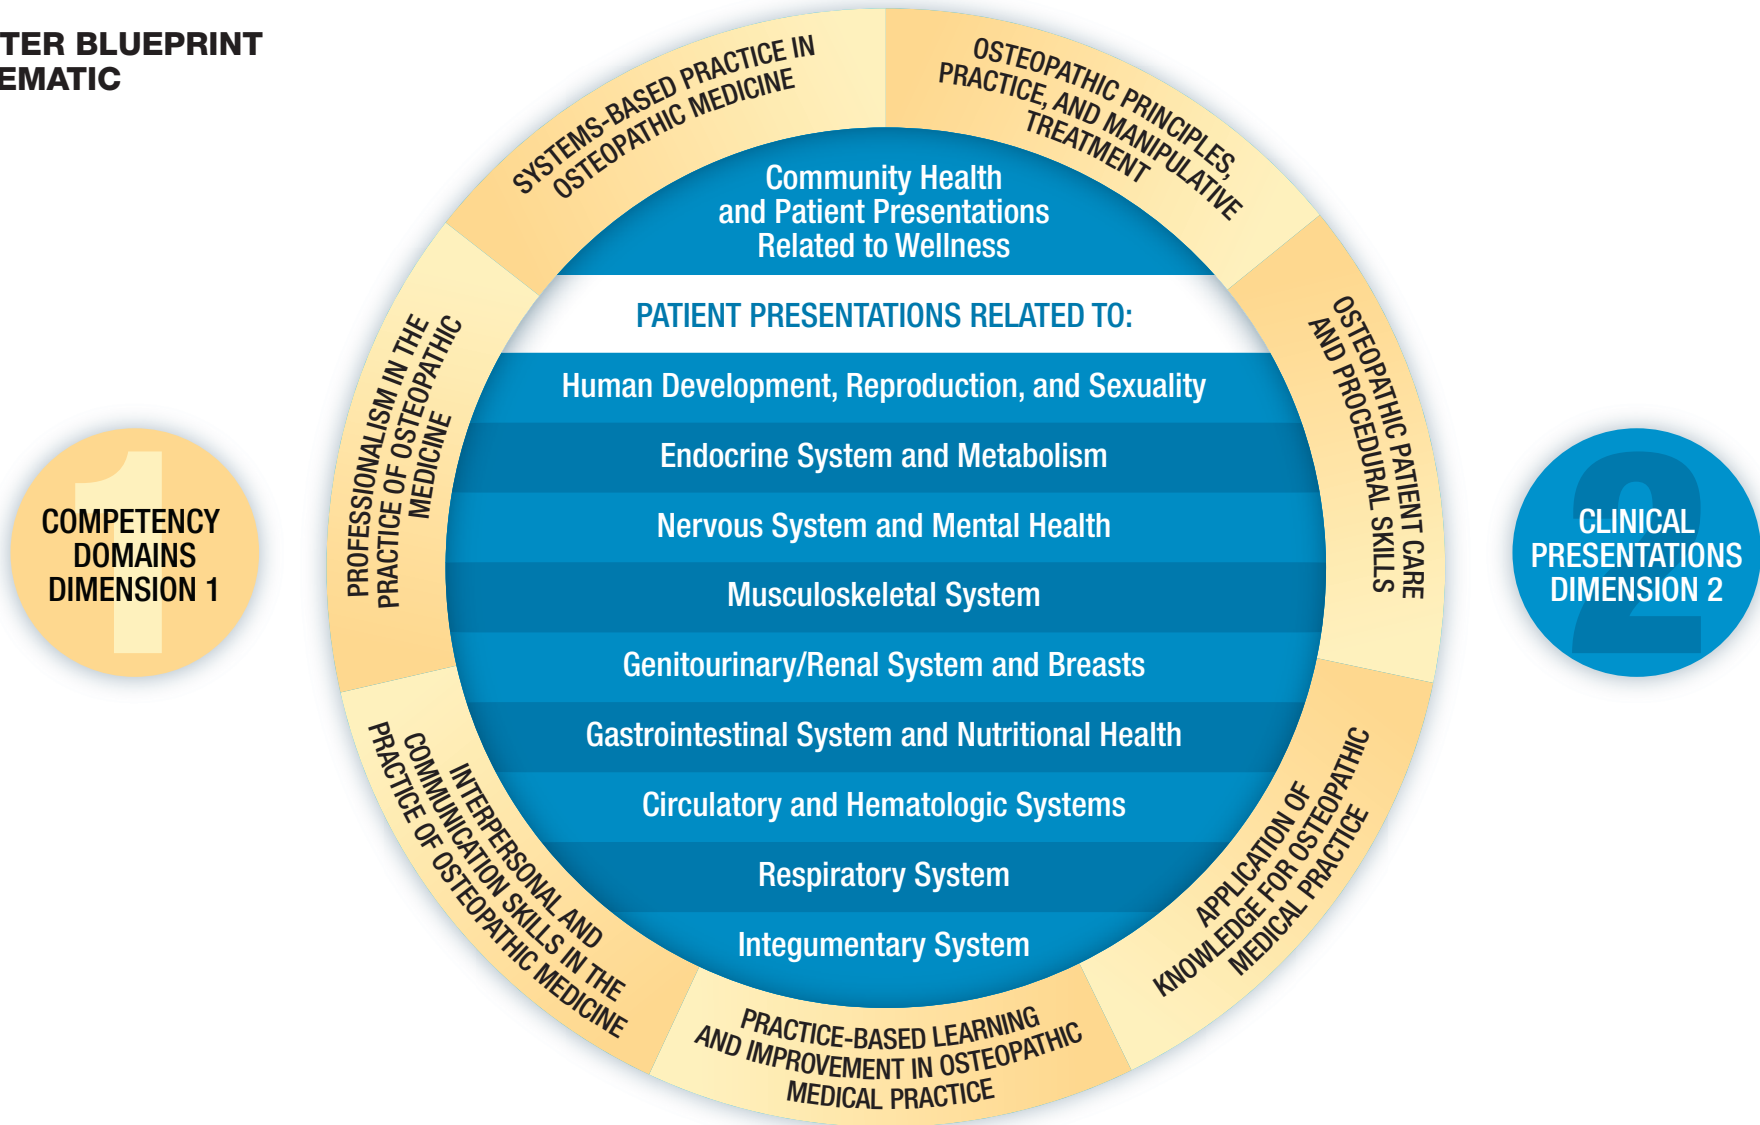 TER BLUEPRINT
EMATIC
SYSTEMS-BASED PRACTICE IN
OSTEOPATHIC MEDICINE
OSTEOPATHIC PRINCIPLES,
PRACTICE, AND MANIPULATIVE
TREATMENT
OSTEOPATHIC PATIENT CARE
AND PROCEDURAL SKILLS
APPLICATION OF
KNOWLEDGE FOR OSTEOPATHIC
MEDICAL PRACTICE
PRACTICE-BASED LEARNING
AND IMPROVEMENT IN OSTEOPATHIC
MEDICAL PRACTICE
INTERPERSONAL AND
COMMUNICATION SKILLS IN THE
PRACTICE OF OSTEOPATHIC MEDICINE
PROFESSIONALISM IN THE
PRACTICE OF OSTEOPATHIC
MEDICINE
Community Health
and Patient Presentations
Related to Wellness
PATIENT PRESENTATIONS RELATED TO:
Human Development, Reproduction, and Sexuality
Endocrine System and Metabolism
Nervous System and Mental Health
Musculoskeletal System
Genitourinary/Renal System and Breasts
Gastrointestinal System and Nutritional Health
Circulatory and Hematologic Systems
Respiratory System
Integumentary System
1
COMPETENCY
DOMAINS
DIMENSION 1
2
CLINICAL
PRESENTATIONS
DIMENSION 2